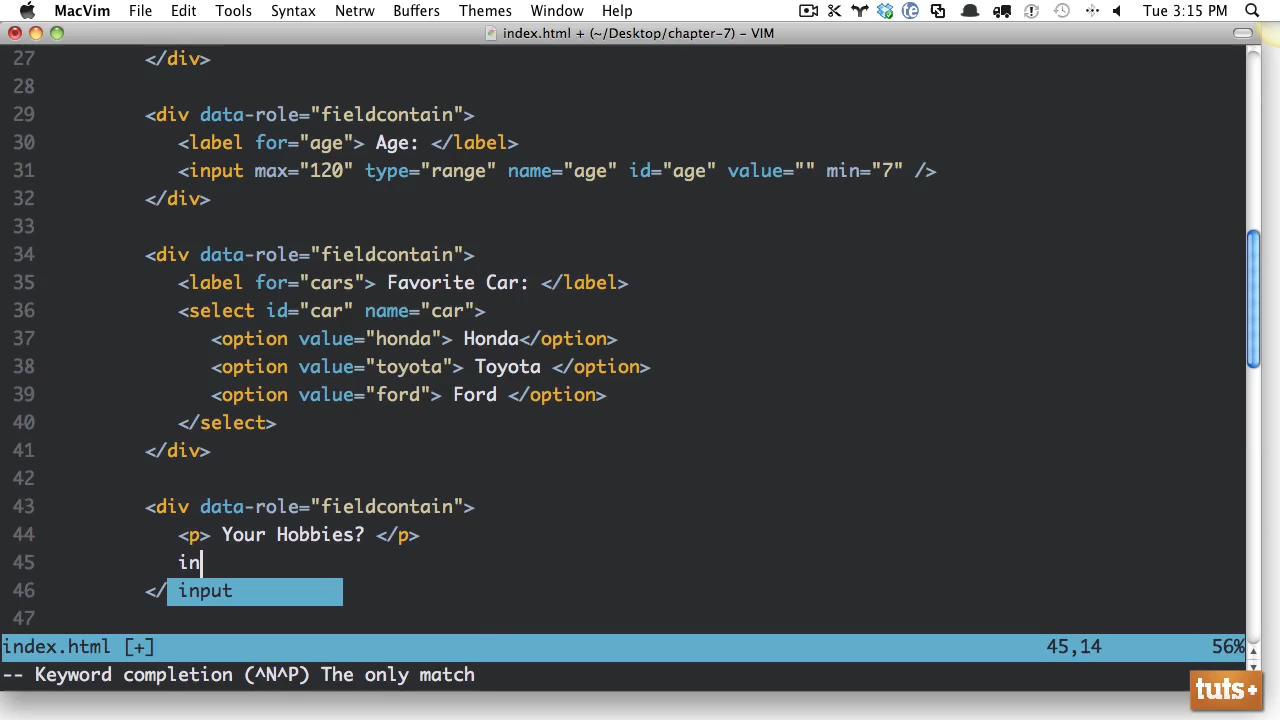 MacVim File Edit Tools Syntax Netrw Buffers Themes Window Help Tue 3:15 PM
index.html + (~/Desktop/chapter-7) – VIM
27 </div>
28
29 <div data-role="fieldcontain">
30 <label for="age"> Age: </label>
31 <input max="120" type="range" name="age" id="age" value="" min="7" />
32 </div>
33
34 <div data-role="fieldcontain">
35 <label for="cars"> Favorite Car: </label>
36 <select id="car" name="car">
37 <option value="honda"> Honda</option>
38 <option value="toyota"> Toyota </option>
39 <option value="ford"> Ford </option>
40 </select>
41 </div>
42
43 <div data-role="fieldcontain">
44 <p> Your Hobbies? </p>
45 in
46 </ input
47
index.html [+] 45,14 56%
-- Keyword completion (^N^P) The only match
tuts+